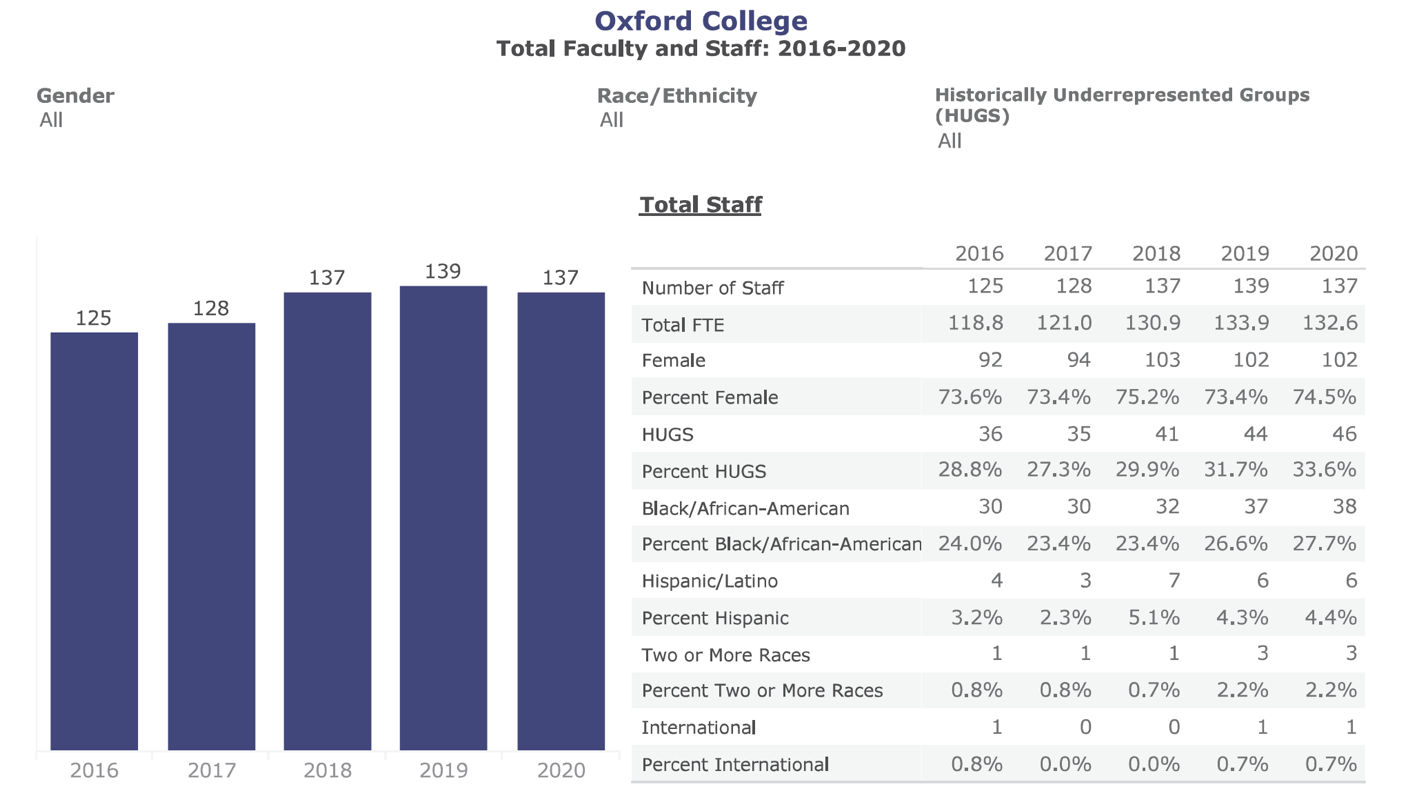 Oxford College
Total Faculty and Staff: 2016-2020
Gender
All
Race/Ethnicity
All
Historically Underrepresented Groups
(HUGS)
All
125
128
137
139
137
2016
2017
2018
2019
2020
Total Staff
2016 2017 2018 2019 2020
Number of Staff 125 128 137 139 137
Total FTE 118.8 121.0 130.9 133.9 132.6
Female 92 94 103 102 102
Percent Female 73.6% 73.4% 75.2% 73.4% 74.5%
HUGS 36 35 41 44 46
Percent HUGS 28.8% 27.3% 29.9% 31.7% 33.6%
Black/African-American 30 30 32 37 38
Percent Black/African-American 24.0% 23.4% 23.4% 26.6% 27.7%
Hispanic/Latino 4 3 7 6 6
Percent Hispanic 3.2% 2.3% 5.1% 4.3% 4.4%
Two or More Races 1 1 1 3 3
Percent Two or More Races 0.8% 0.8% 0.7% 2.2% 2.2%
International 1 0 0 1 1
Percent International 0.8% 0.0% 0.0% 0.7% 0.7%